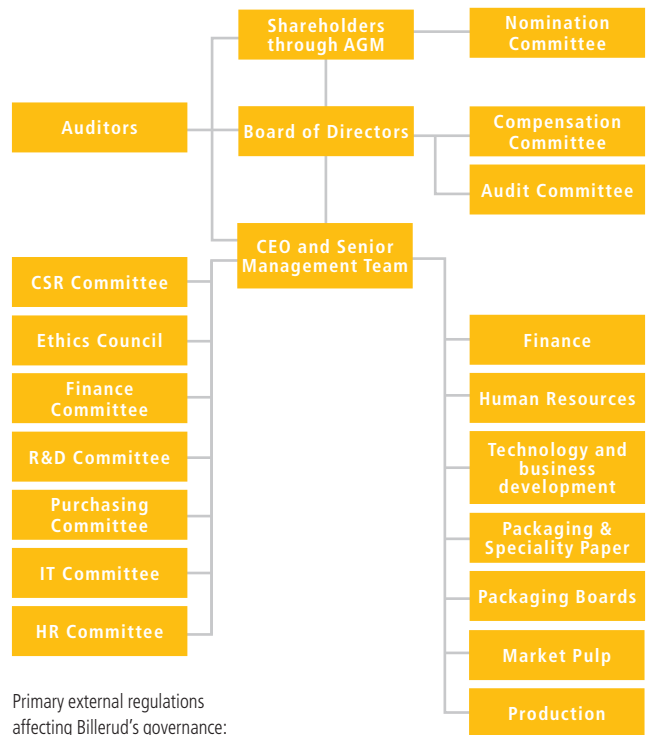 Shareholders
through AGM
Nomination
Committee
Auditors
Board of Directors
Compensation
Committee
Audit Committee
CEO and Senior
Management Team
CSR Committee
Ethics Council
Finance
Committee
R&D Committee
Purchasing
Committee
IT Committee
HR Committee
Finance
Human Resources
Technology and
business
development
Packaging &
Speciality Paper
Packaging Boards
Market Pulp
Production
Primary external regulations
affecting Billerud's governance: